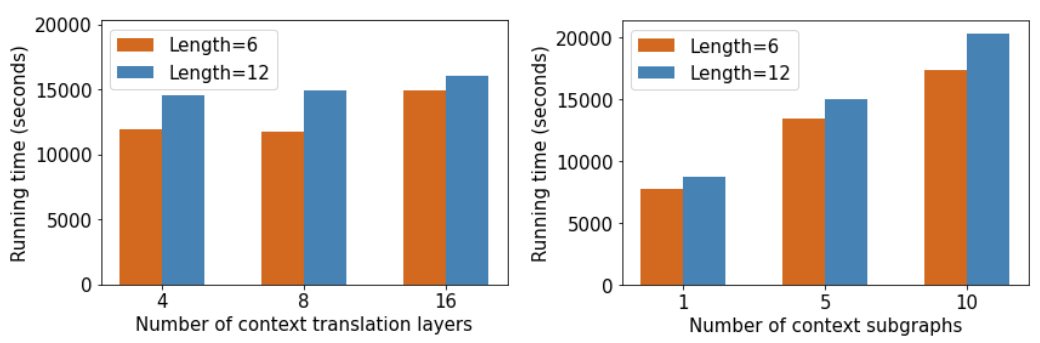 Running time (seconds)
20000
15000
10000
5000
0
Length=6
Length=12
4
8
16
Number of context translation layers
Running time (seconds)
20000
15000
10000
5000
0
Length=6
Length=12
1
5
10
Number of context subgraphs